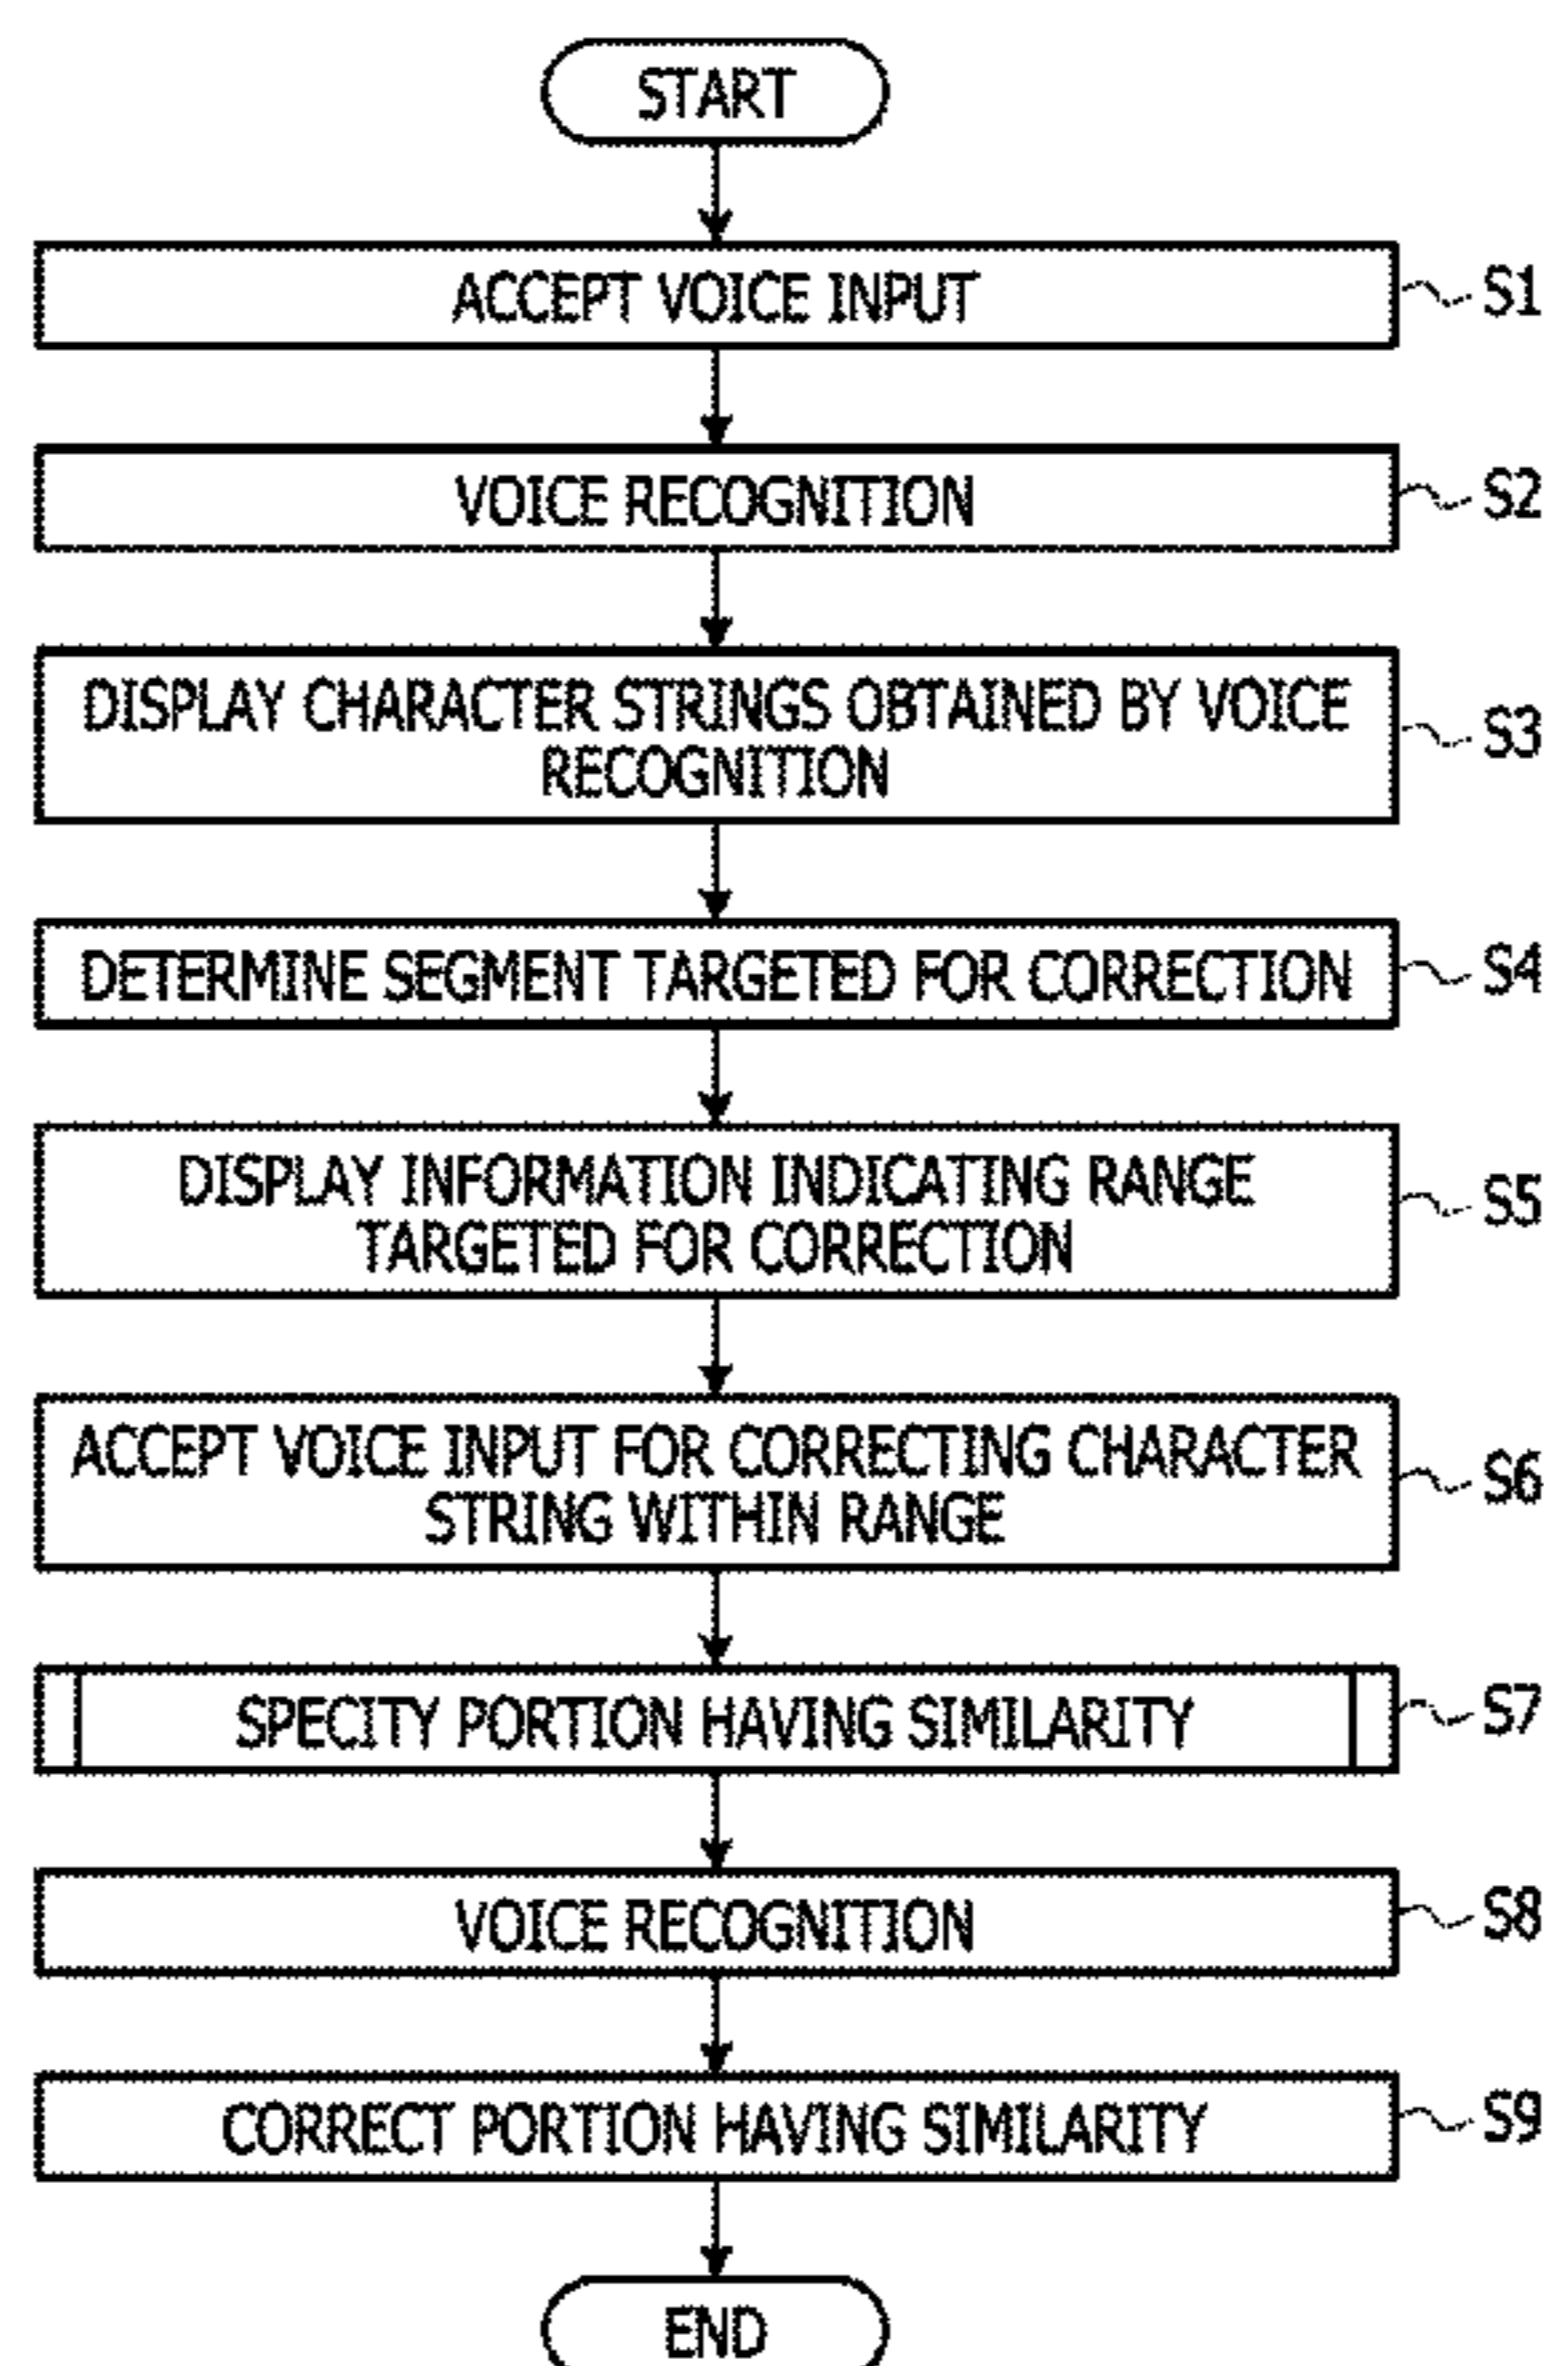 START
ACCEPT VOICE INPUT
S1
VOICE RECOGNITION
S2
DISPLAY CHARACTER STRINGS OBTAINED BY VOICE
RECOGNITION
S3
DETERMINE SEGMENT TARGETED FOR CORRECTION
S4
DISPLAY INFORMATION INDICATING RANGE
TARGETED FOR CORRECTION
S5
ACCEPT VOICE INPUT FOR CORRECTING CHARACTER
STRING WITHIN RANGE
S6
SPECITY PORTION HAVING SIMILARITY
S7
VOICE RECOGNITION
S8
CORRECT PORTION HAVING SIMILARITY
S9
END